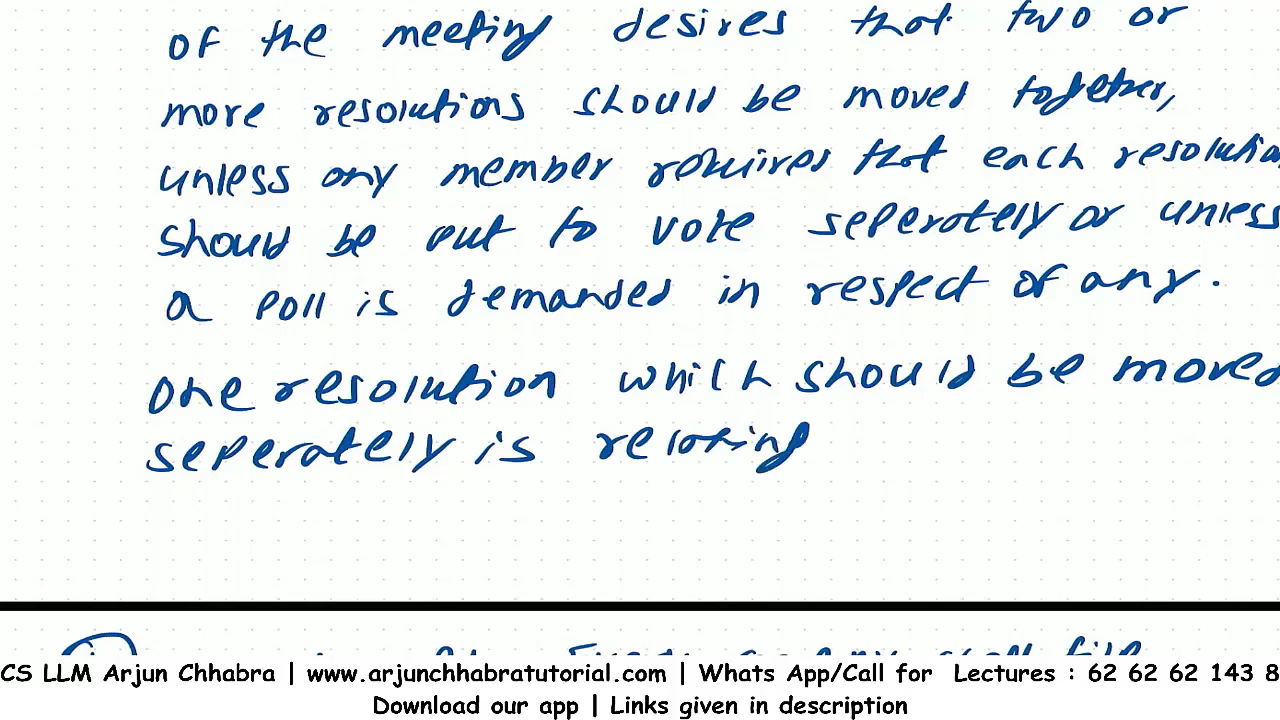 of the meeting desires that two or
more resolutions should be moved together,
unless any member requires that each resolution
should be out to vote seperately or unless
a poll is demanded in respect of any.
one resolution which should be moved
seperately is relating
CS LLM Arjun Chhabra | www.arjunchhabratutorial.com | Whats App/Call for Lectures : 62 62 62 143 8
Download our app | Links given in description